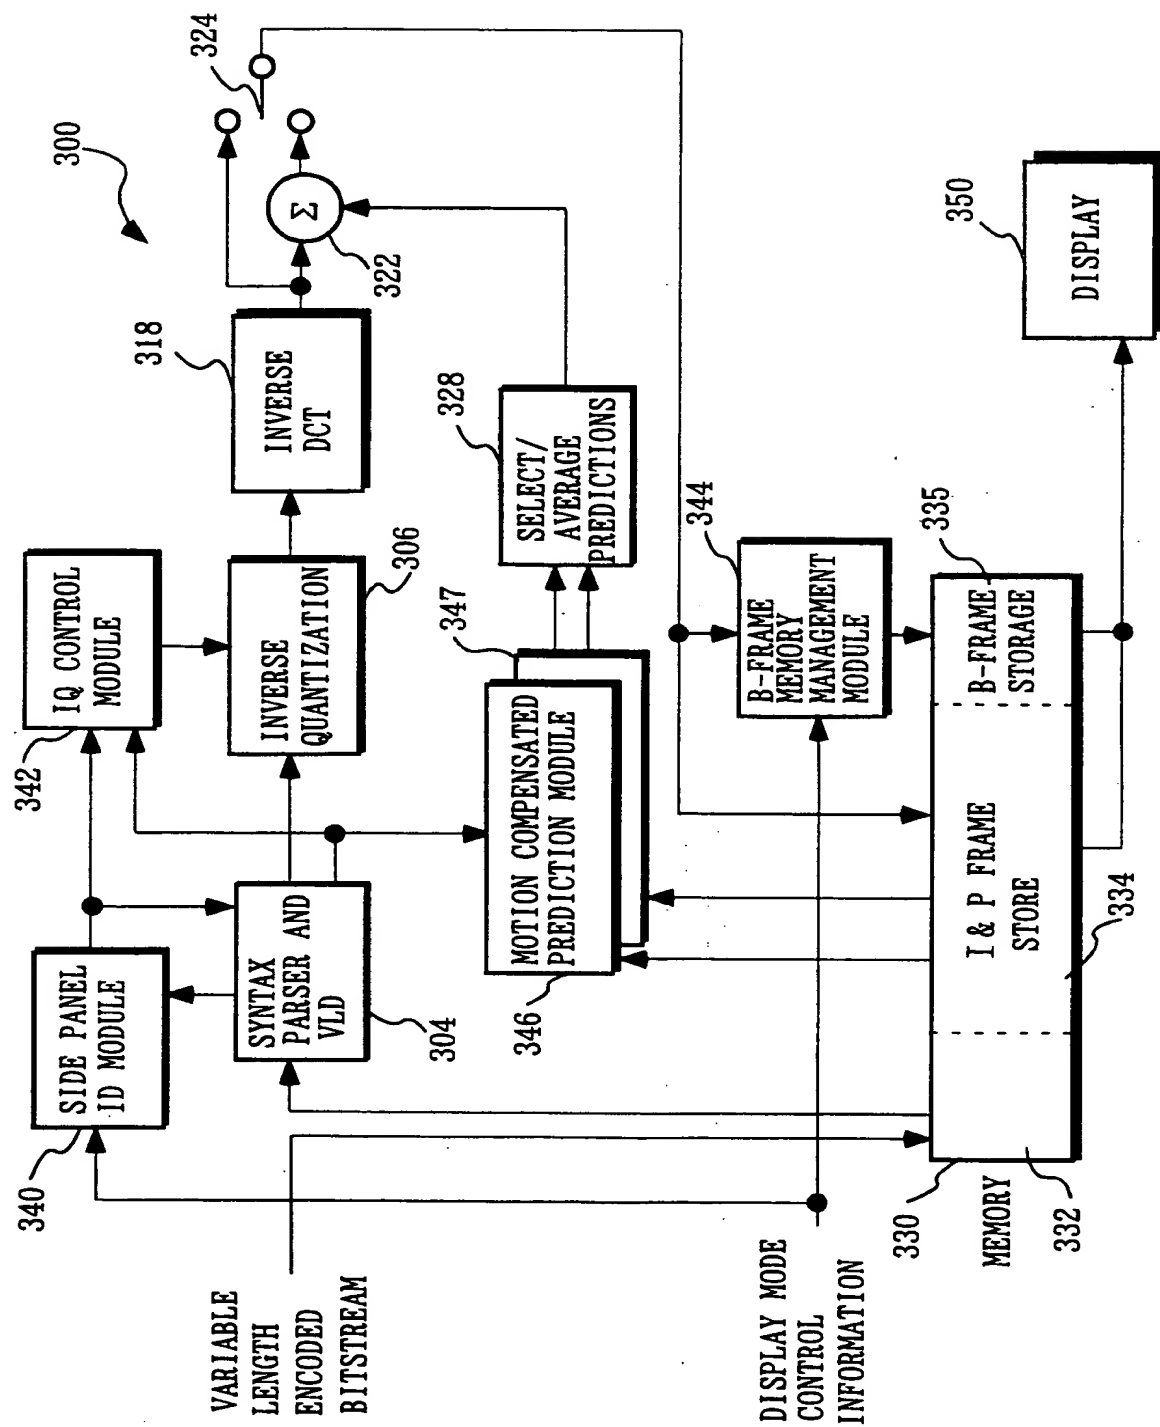 300
324
Σ
322
318
INVERSE
DCT
342
IQ CONTROL
MODULE
INVERSE
QUANTIZATION
306
340
SIDE PANEL
ID MODULE
SYNTAX
PARSER AND
VLD
304
328
SELECT/
AVERAGE
PREDICTIONS
347
MOTION COMPENSATED
PREDICTION MODULE
346
344
B-FRAME
MEMORY
MANAGEMENT
MODULE
350
DISPLAY
335
B-FRAME
STORAGE
I & P FRAME
STORE
334
330
MEMORY
332
VARIABLE
LENGTH
ENCODED
BITSTREAM
DISPLAY MODE
CONTROL
INFORMATION